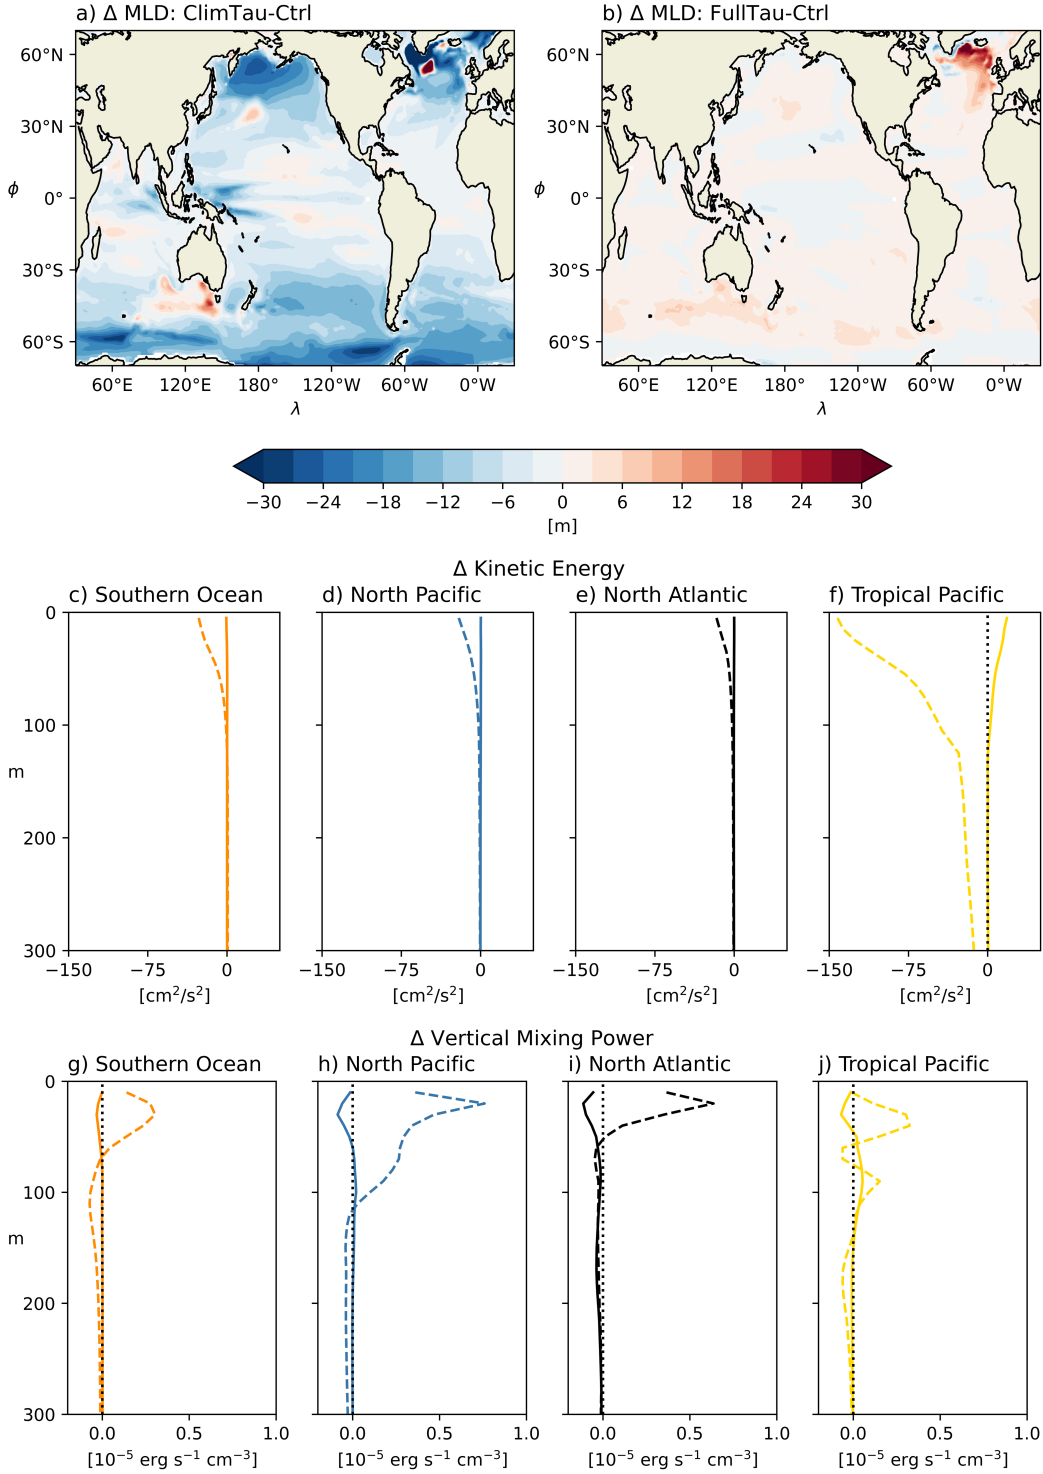 a) Δ MLD: ClimTau-Ctrl
b) Δ MLD: FullTau-Ctrl
60°N
30°N
0°
30°S
60°S
ϕ
60°E 120°E 180° 120°W 60°W 0°W
λ
60°N
30°N
0°
30°S
60°S
ϕ
60°E 120°E 180° 120°W 60°W 0°W
λ
−30 −24 −18 −12 −6 0 6 12 18 24 30
[m]
Δ Kinetic Energy
c) Southern Ocean
d) North Pacific
e) North Atlantic
f) Tropical Pacific
0
100
m
200
300
−150 −75 0
−150 −75 0
−150 −75 0
−150 −75 0
[cm²/s²]
[cm²/s²]
[cm²/s²]
[cm²/s²]
Δ Vertical Mixing Power
g) Southern Ocean
h) North Pacific
i) North Atlantic
j) Tropical Pacific
0
100
m
200
300
0.0 0.5 1.0
0.0 0.5 1.0
0.0 0.5 1.0
0.0 0.5 1.0
[10⁻⁵ erg s⁻¹ cm⁻³]
[10⁻⁵ erg s⁻¹ cm⁻³]
[10⁻⁵ erg s⁻¹ cm⁻³]
[10⁻⁵ erg s⁻¹ cm⁻³]